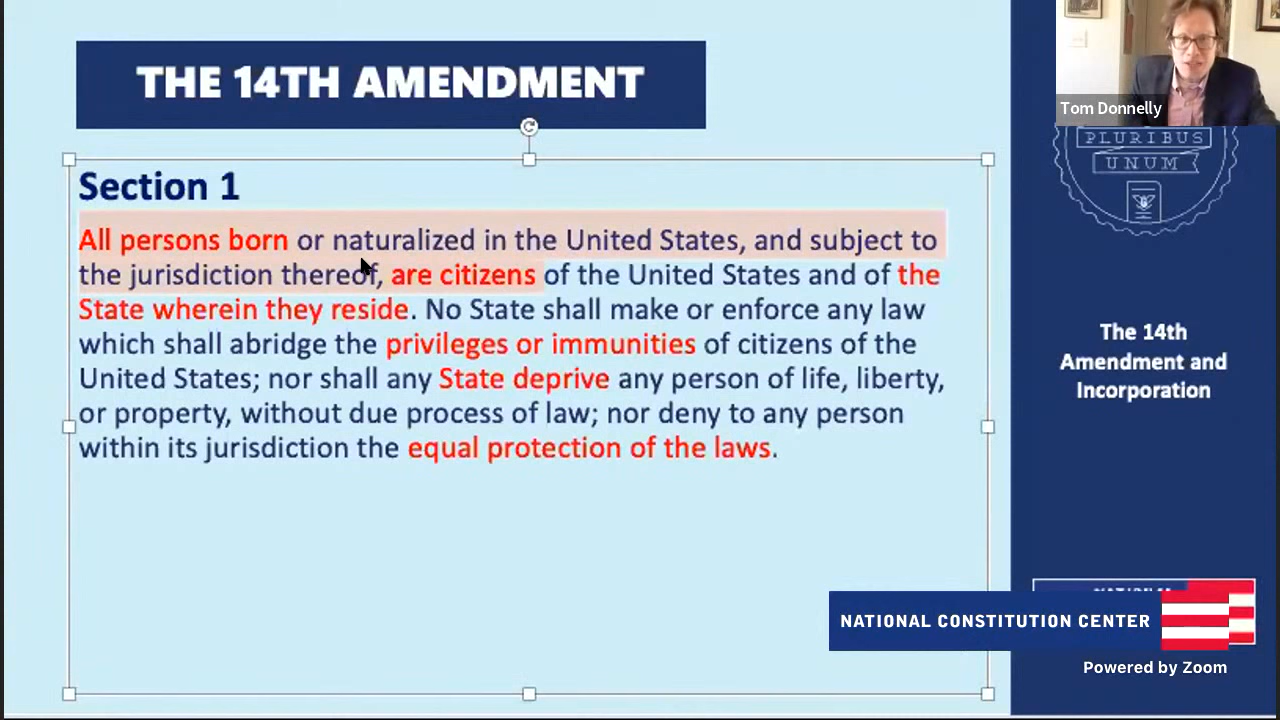 THE 14TH AMENDMENT
Section 1
All persons born or naturalized in the United States, and subject to
the jurisdiction thereof, are citizens of the United States and of the
State wherein they reside. No State shall make or enforce any law
which shall abridge the privileges or immunities of citizens of the
United States; nor shall any State deprive any person of life, liberty,
or property, without due process of law; nor deny to any person
within its jurisdiction the equal protection of the laws.
Tom Donnelly
PLURIBUS
UNUM
The 14th
Amendment and
Incorporation
NATIONAL CONSTITUTION CENTER
Powered by Zoom